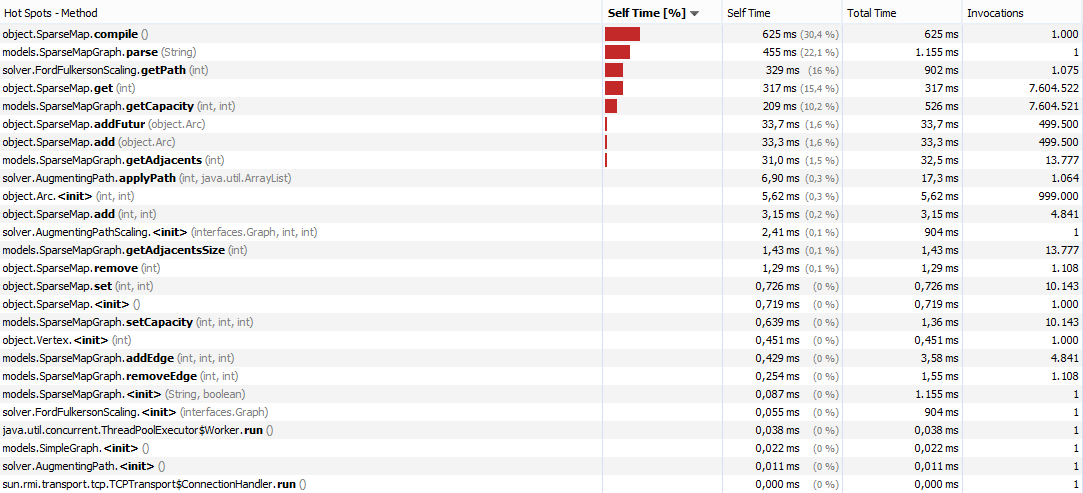 Hot Spots - Method Self Time [%] Self Time Total Time Invocations
object.SparseMap.compile () 625 ms (30,4 %) 625 ms 1.000
models.SparseMapGraph.parse (String) 455 ms (22,1 %) 1.155 ms 1
solver.FordFulkersonScaling.getPath (int) 329 ms (16 %) 902 ms 1.075
object.SparseMap.get (int) 317 ms (15,4 %) 317 ms 7.604.522
models.SparseMapGraph.getCapacity (int, int) 209 ms (10,2 %) 526 ms 7.604.521
object.SparseMap.addFutur (object.Arc) 33,7 ms (1,6 %) 33,7 ms 499.500
object.SparseMap.add (object.Arc) 33,3 ms (1,6 %) 33,3 ms 499.500
models.SparseMapGraph.getAdjacents (int) 31,0 ms (1,5 %) 32,5 ms 13.777
solver.AugmentingPath.applyPath (int, java.util.ArrayList) 6,90 ms (0,3 %) 17,3 ms 1.064
object.Arc.<init> (int, int) 5,62 ms (0,3 %) 5,62 ms 999.000
object.SparseMap.add (int, int) 3,15 ms (0,2 %) 3,15 ms 4.841
solver.AugmentingPathScaling.<init> (interfaces.Graph, int, int) 2,41 ms (0,1 %) 904 ms 1
models.SparseMapGraph.getAdjacentsSize (int) 1,43 ms (0,1 %) 1,43 ms 13.777
object.SparseMap.remove (int) 1,29 ms (0,1 %) 1,29 ms 1.108
object.SparseMap.set (int, int) 0,726 ms (0 %) 0,726 ms 10.143
object.SparseMap.<init> () 0,719 ms (0 %) 0,719 ms 1.000
models.SparseMapGraph.setCapacity (int, int, int) 0,639 ms (0 %) 1,36 ms 10.143
object.Vertex.<init> (int) 0,451 ms (0 %) 0,451 ms 1.000
models.SparseMapGraph.addEdge (int, int, int) 0,429 ms (0 %) 3,58 ms 4.841
models.SparseMapGraph.removeEdge (int, int) 0,254 ms (0 %) 1,55 ms 1.108
models.SparseMapGraph.<init> (String, boolean) 0,087 ms (0 %) 1.155 ms 1
solver.FordFulkersonScaling.<init> (interfaces.Graph) 0,055 ms (0 %) 904 ms 1
java.util.concurrent.ThreadPoolExecutor$Worker.run () 0,038 ms (0 %) 0,038 ms 1
models.SimpleGraph.<init> () 0,022 ms (0 %) 0,022 ms 1
solver.AugmentingPath.<init> () 0,011 ms (0 %) 0,011 ms 1
sun.rmi.transport.tcp.TCPTransport$ConnectionHandler.run () 0,000 ms (0 %) 0,000 ms 1